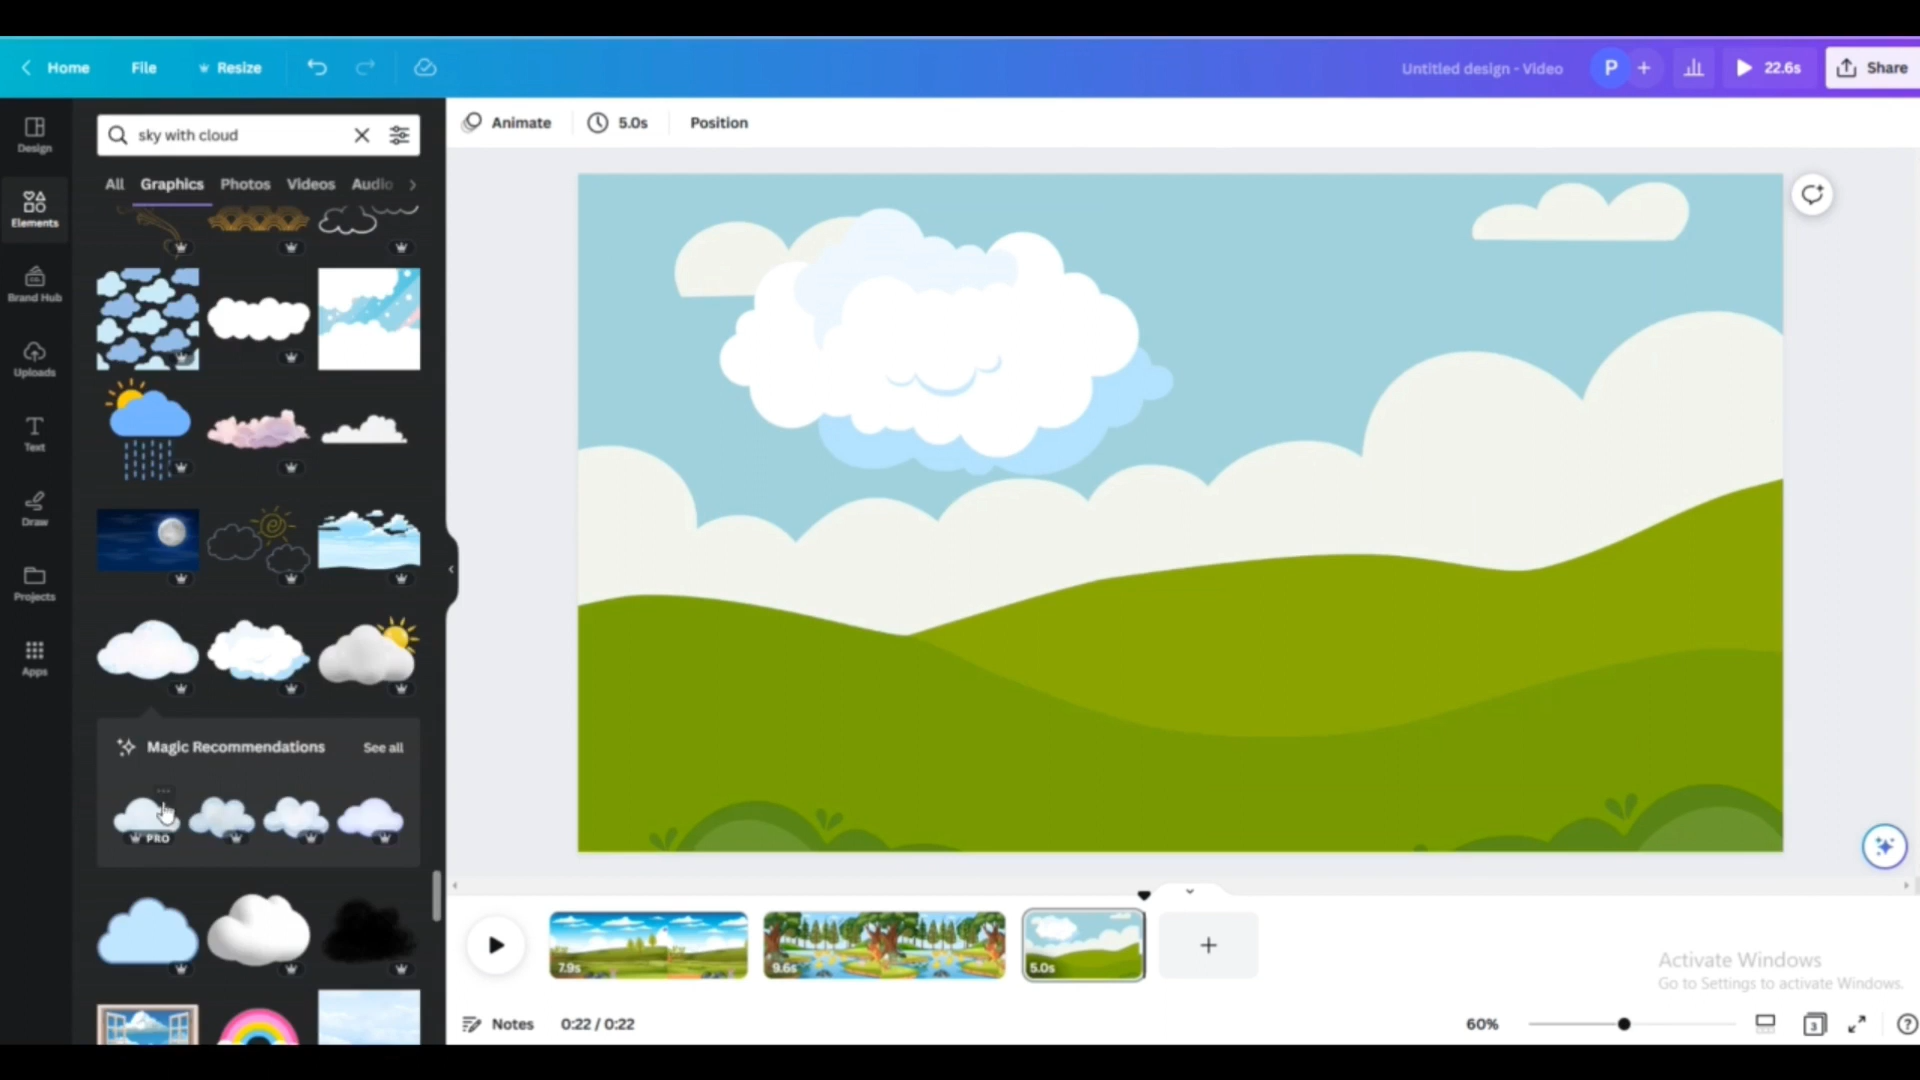 Home File Resize
Untitled design - Video P + 22.6s Share
Design
Elements
Brand Hub
Uploads
Text
Draw
Projects
Apps
sky with cloud
All Graphics Photos Videos Audio
Magic Recommendations See all
PRO
Animate 5.0s Position
7.9s
9.6s
5.0s
+
Activate Windows
Go to Settings to activate Windows.
Notes 0:22 / 0:22
60% 3 ?